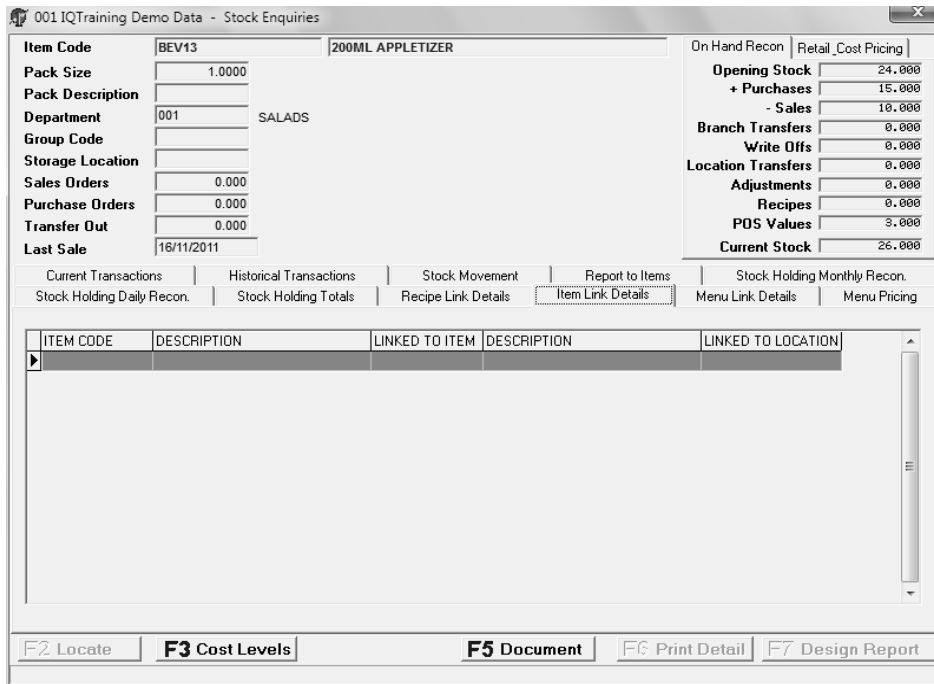 001 IQTraining Demo Data - Stock Enquiries
Item Code BEV13 200ML APPLETIZER
Pack Size 1.0000
Pack Description
Department 001 SALADS
Group Code
Storage Location
Sales Orders 0.000
Purchase Orders 0.000
Transfer Out 0.000
Last Sale 16/11/2011
On Hand Recon Retail_Cost Pricing
Opening Stock 24.000
+ Purchases 15.000
- Sales 10.000
Branch Transfers 0.000
Write Offs 0.000
Location Transfers 0.000
Adjustments 0.000
Recipes 0.000
POS Values 3.000
Current Stock 26.000
Current Transactions Historical Transactions Stock Movement Report to Items Stock Holding Monthly Recon.
Stock Holding Daily Recon. Stock Holding Totals Recipe Link Details Item Link Details Menu Link Details Menu Pricing
ITEM CODE DESCRIPTION LINKED TO ITEM DESCRIPTION LINKED TO LOCATION
F2 Locate F3 Cost Levels F5 Document F6 Print Detail F7 Design Report